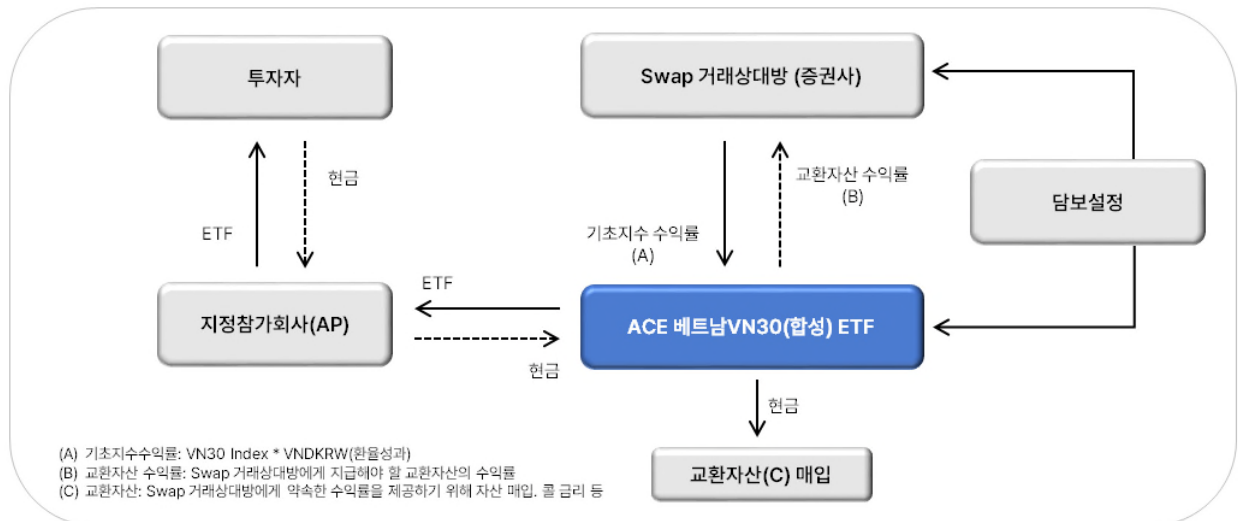 투자자
Swap 거래상대방 (증권사)
현금
교환자산 수익률
(B)
담보설정
ETF
기초지수 수익률
(A)
ETF
지정참가회사(AP)
ACE 베트남VN30(합성) ETF
현금
현금
(A) 기초지수수익률: VN30 Index * VNDKRW(환율성과)
(B) 교환자산 수익률: Swap 거래상대방에게 지급해야 할 교환자산의 수익률
(C) 교환자산: Swap 거래상대방에게 약속한 수익률을 제공하기 위해 자산 매입. 콜 금리 등
교환자산(C) 매입